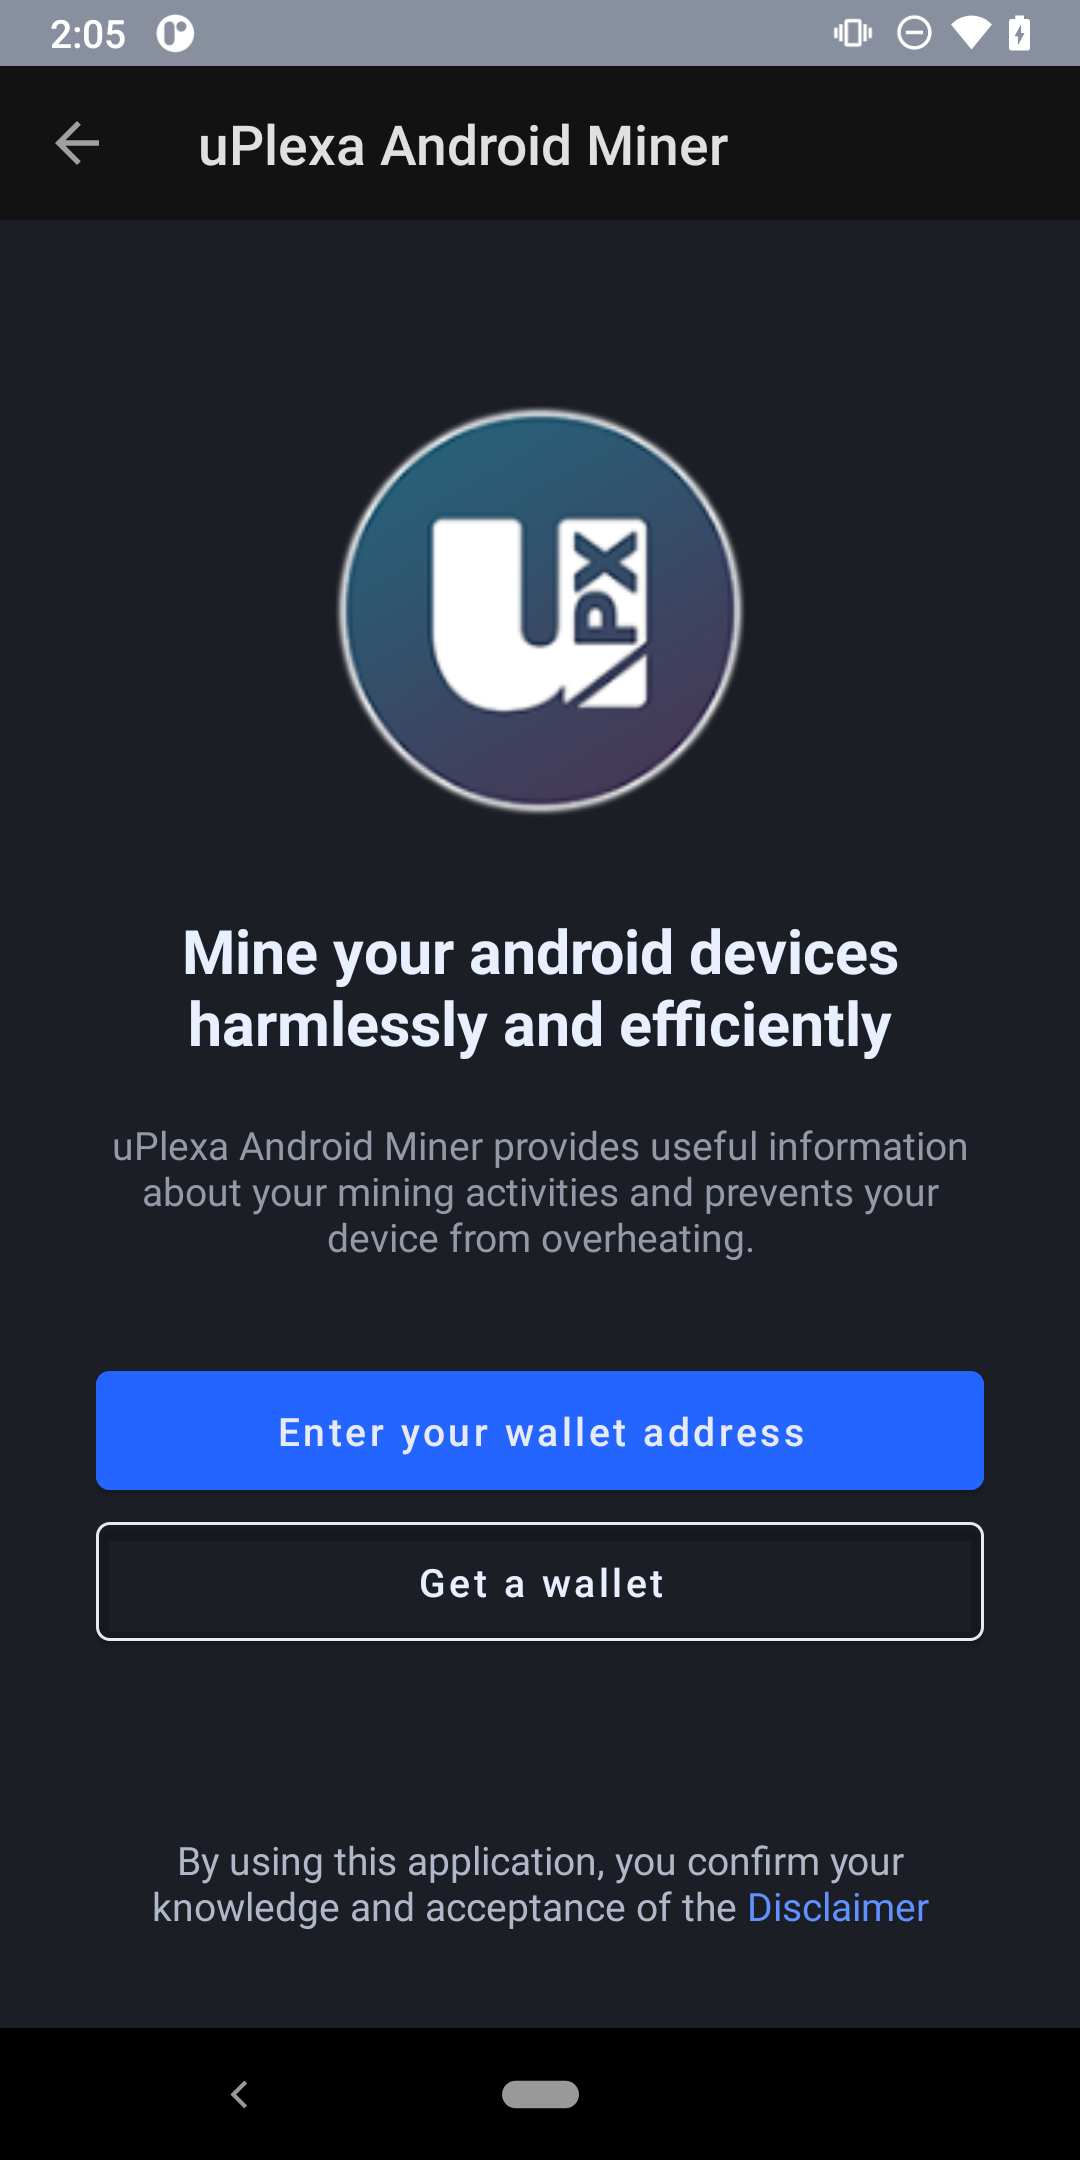 2:05
uPlexa Android Miner
UPX
Mine your android devices
harmlessly and efficiently
uPlexa Android Miner provides useful information
about your mining activities and prevents your
device from overheating.
Enter your wallet address
Get a wallet
By using this application, you confirm your
knowledge and acceptance of the Disclaimer